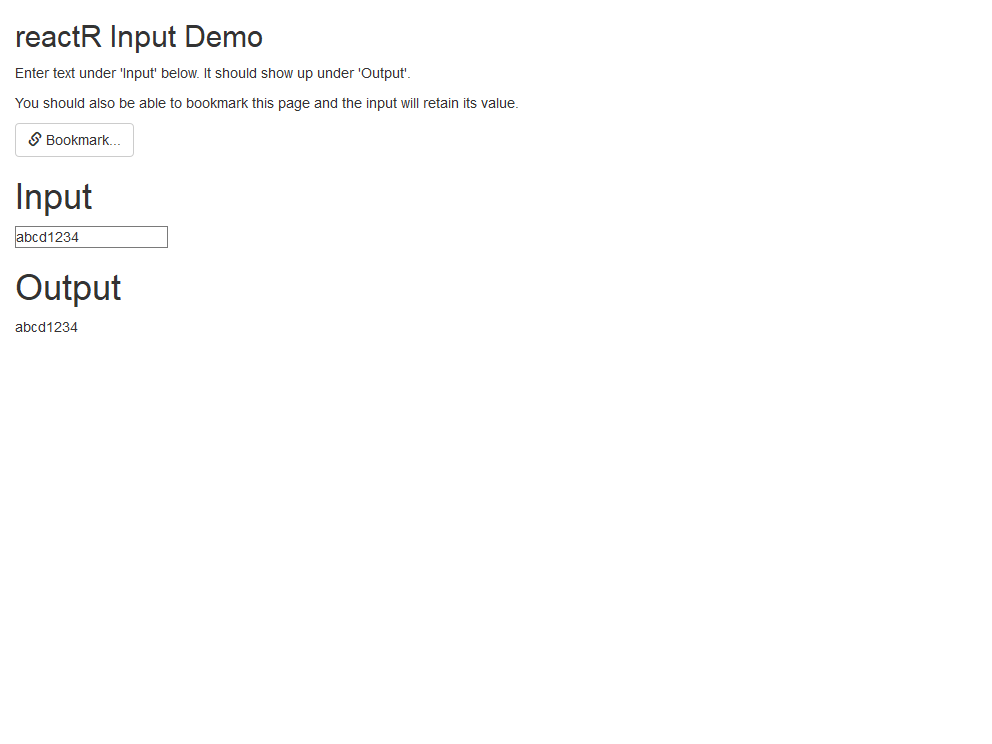 reactR Input Demo
Enter text under 'Input' below. It should show up under 'Output'.
You should also be able to bookmark this page and the input will retain its value.
Bookmark...
Input
abcd1234
Output
abcd1234